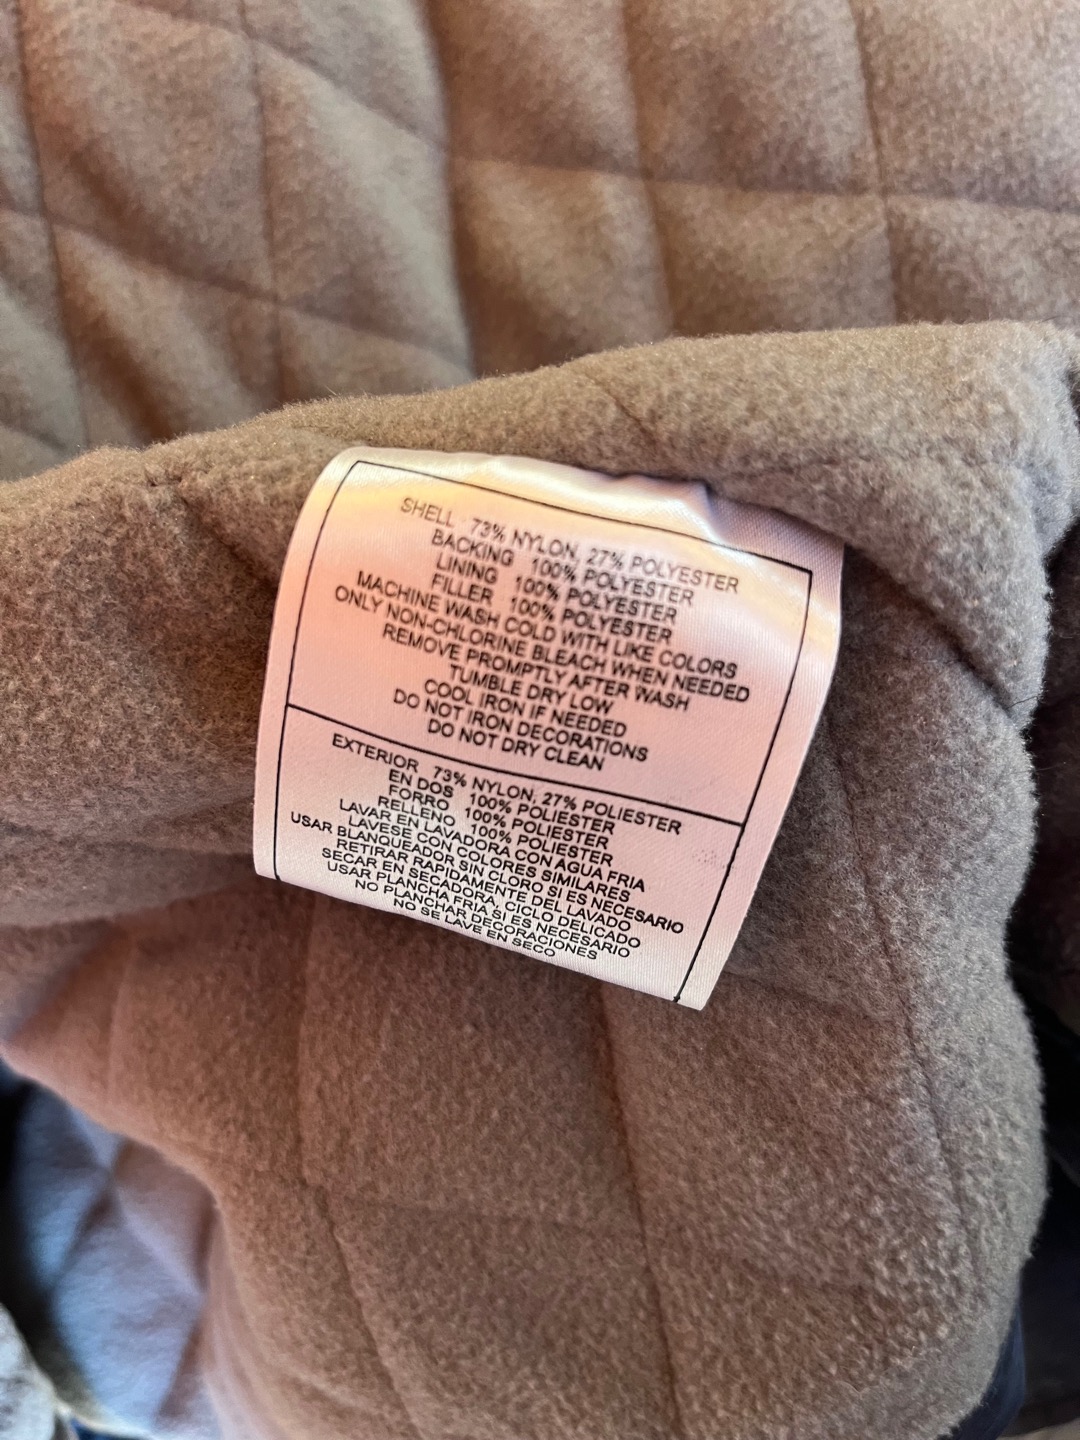 SHELL 73% NYLON, 27% POLYESTER
BACKING 100% POLYESTER
LINING 100% POLYESTER
FILLER 100% POLYESTER
MACHINE WASH COLD WITH LIKE COLORS
ONLY NON-CHLORINE BLEACH WHEN NEEDED
REMOVE PROMPTLY AFTER WASH
TUMBLE DRY LOW
COOL IRON IF NEEDED
DO NOT IRON DECORATIONS
DO NOT DRY CLEAN
EXTERIOR 73% NYLON, 27% POLIESTER
EN DOS 100% POLIESTER
FORRO 100% POLIESTER
RELLENO 100% POLIESTER
LAVAR EN LAVADORA CON AGUA FRIA
LAVESE CON COLORES SIMILARES
USAR BLANQUEADOR SIN CLORO SI ES NECESARIO
RETIRAR RAPIDAMENTE DEL LAVADO
SECAR EN SECADORA, CICLO DELICADO
USAR PLANCHA FRIA SI ES NECESARIO
NO PLANCHAR DECORACIONES
NO SE LAVE EN SECO